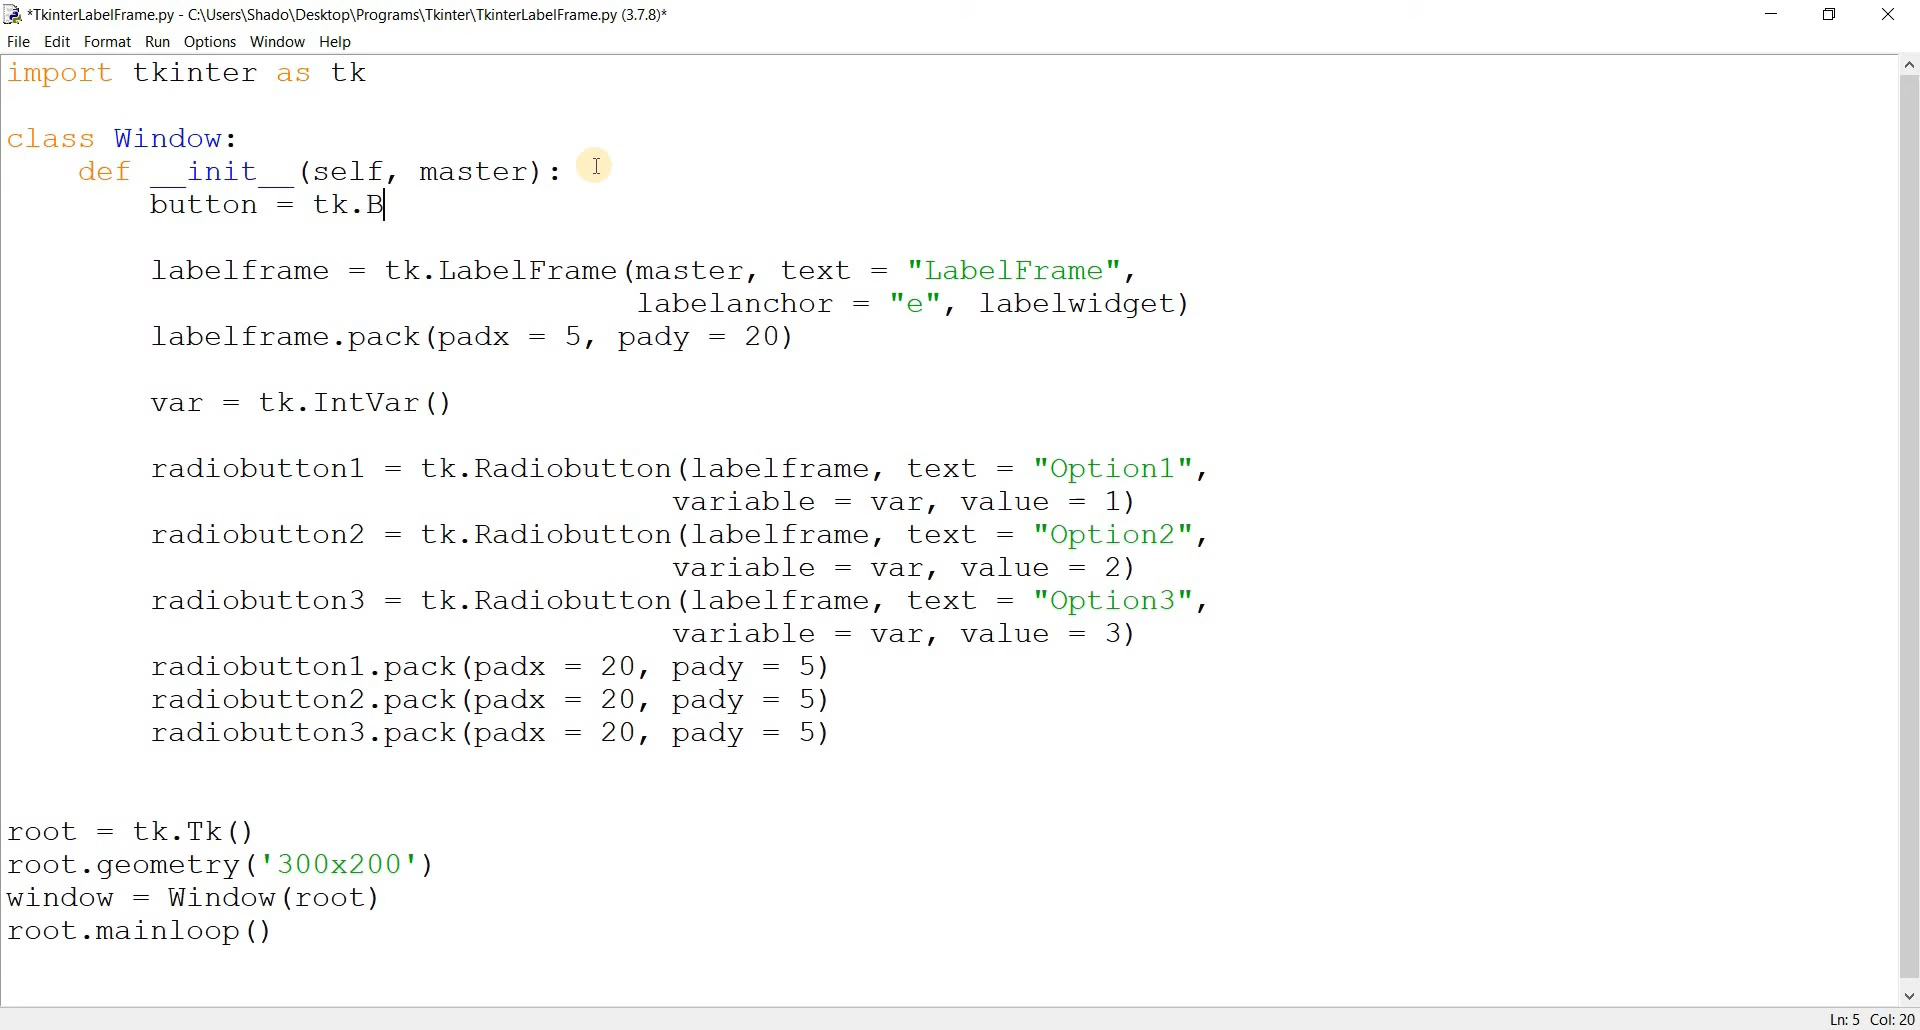 *TkinterLabelFrame.py - C:\Users\Shado\Desktop\Programs\Tkinter\TkinterLabelFrame.py (3.7.8)*
File Edit Format Run Options Window Help
import tkinter as tk
class Window:
    def __init__(self, master):
        button = tk.B
        labelframe = tk.LabelFrame(master, text = "LabelFrame",
                                   labelanchor = "e", labelwidget)
        labelframe.pack(padx = 5, pady = 20)
        var = tk.IntVar()
        radiobutton1 = tk.Radiobutton(labelframe, text = "Option1",
                                     variable = var, value = 1)
        radiobutton2 = tk.Radiobutton(labelframe, text = "Option2",
                                     variable = var, value = 2)
        radiobutton3 = tk.Radiobutton(labelframe, text = "Option3",
                                     variable = var, value = 3)
        radiobutton1.pack(padx = 20, pady = 5)
        radiobutton2.pack(padx = 20, pady = 5)
        radiobutton3.pack(padx = 20, pady = 5)
root = tk.Tk()
root.geometry('300x200')
window = Window(root)
root.mainloop()
Ln: 5 Col: 20